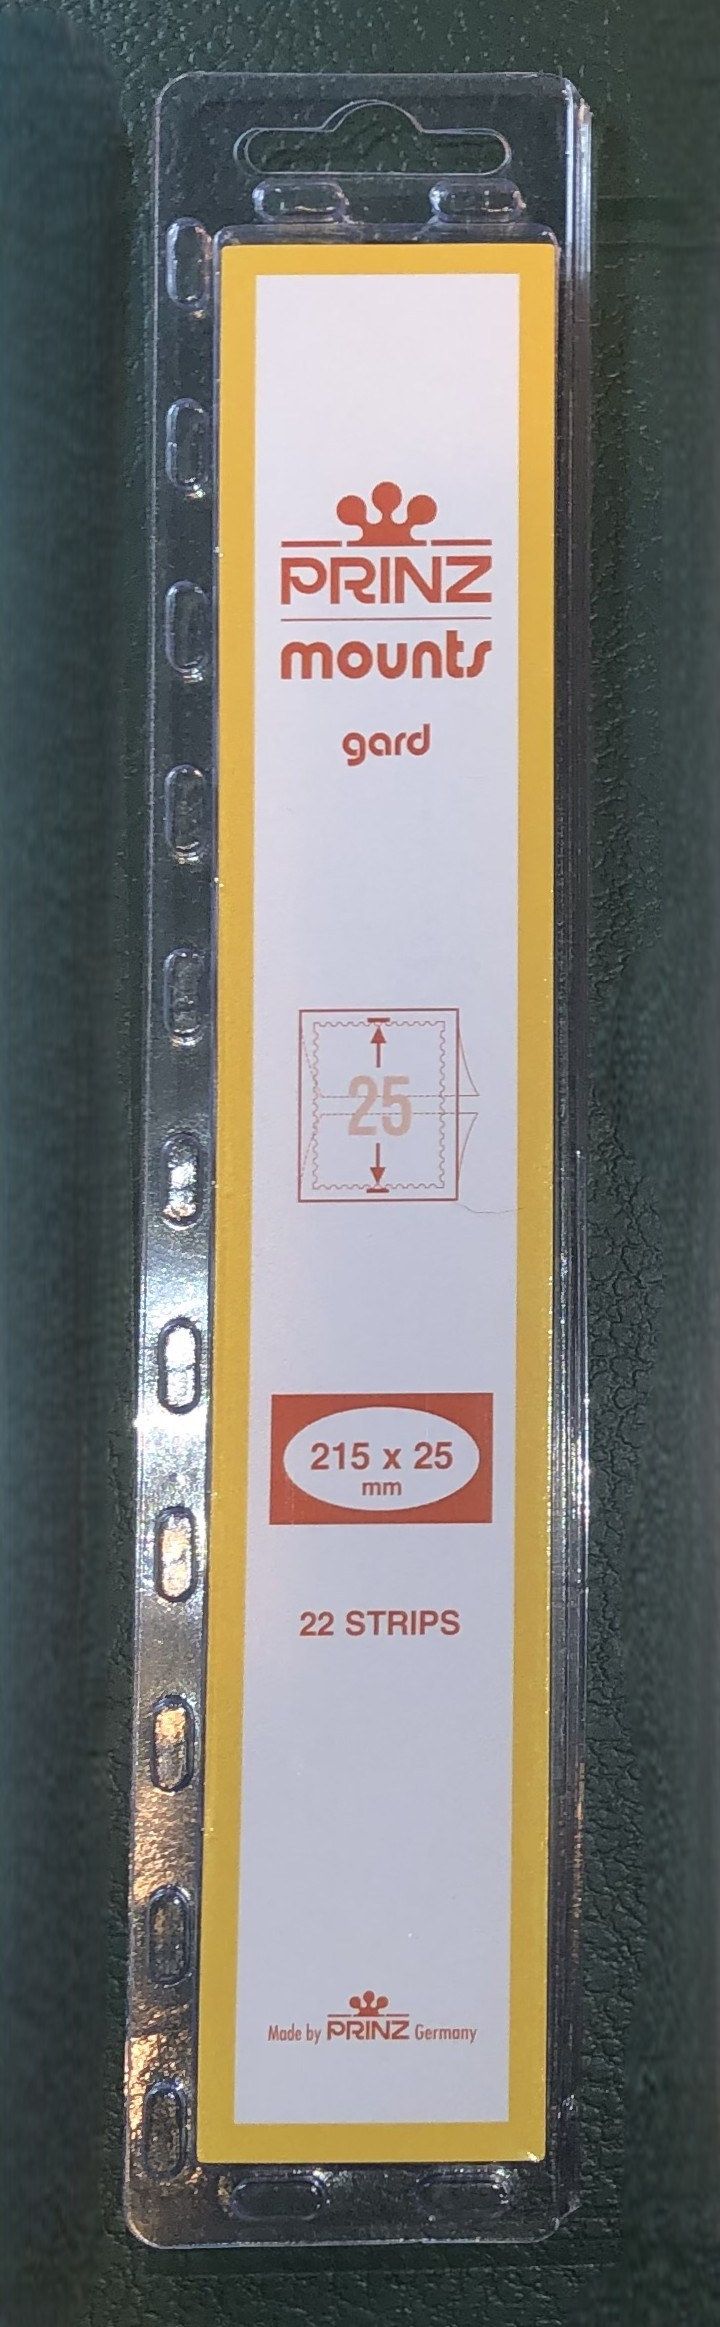 PRINZ
mounts
gard
25
215 x 25
mm
22 STRIPS
Made by PRINZ Germany